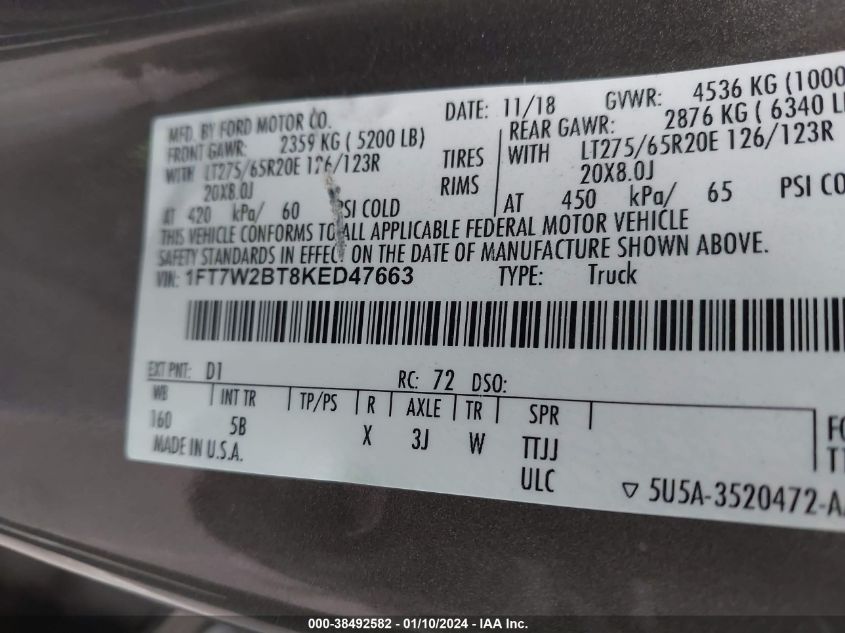 MFD. BY FORD MOTOR CO.
DATE: 11/18 GVWR: 4536 KG (1000
FRONT GAWR: 2359 KG ( 5200 LB) REAR GAWR: 2876 KG ( 6340 L
WITH LT275/65R20E 126/123R TIRES WITH LT275/65R20E 126/123R
20X8.0J RIMS 20X8.0J
AT 420 kPa/ 60 PSI COLD AT 450 kPa/ 65 PSI CO
THIS VEHICLE CONFORMS TO ALL APPLICABLE FEDERAL MOTOR VEHICLE
SAFETY STANDARDS IN EFFECT ON THE DATE OF MANUFACTURE SHOWN ABOVE.
VIN: 1FT7W2BT8KED47663 TYPE: Truck
EXT PNT: D1 RC: 72 DSO:
WB INT TR TP/PS R AXLE TR SPR
160 5B X 3J W TTJJ
MADE IN U.S.A. ULC
5U5A-3520472-A
000-38492582 - 01/10/2024 - IAA Inc.